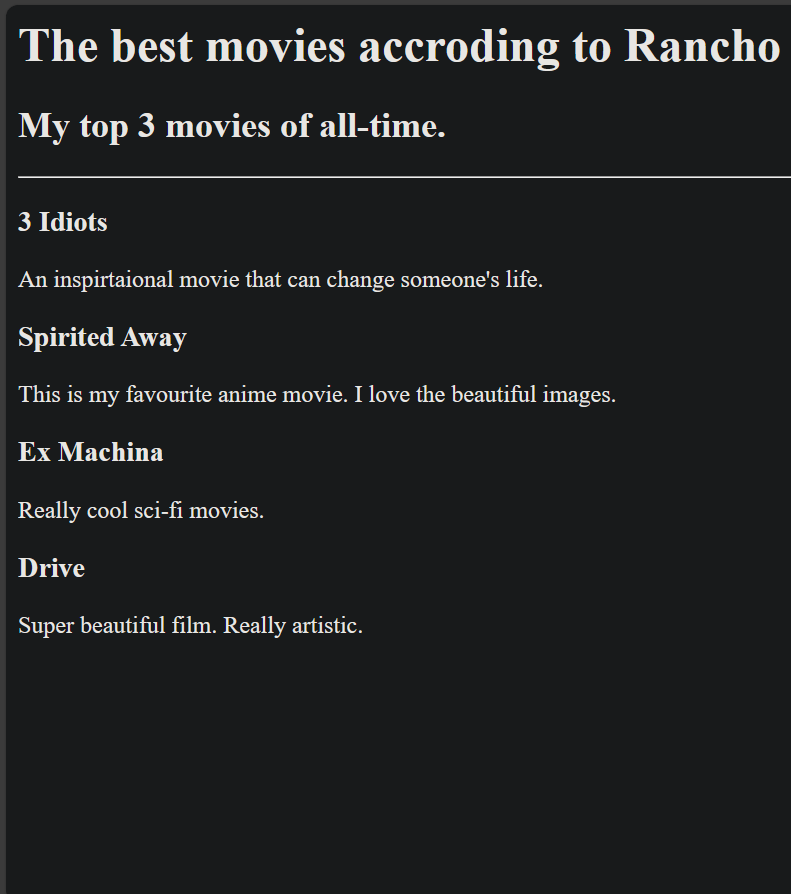 The best movies accroding to Rancho
My top 3 movies of all-time.
3 Idiots
An inspirtaional movie that can change someone's life.
Spirited Away
This is my favourite anime movie. I love the beautiful images.
Ex Machina
Really cool sci-fi movies.
Drive
Super beautiful film. Really artistic.